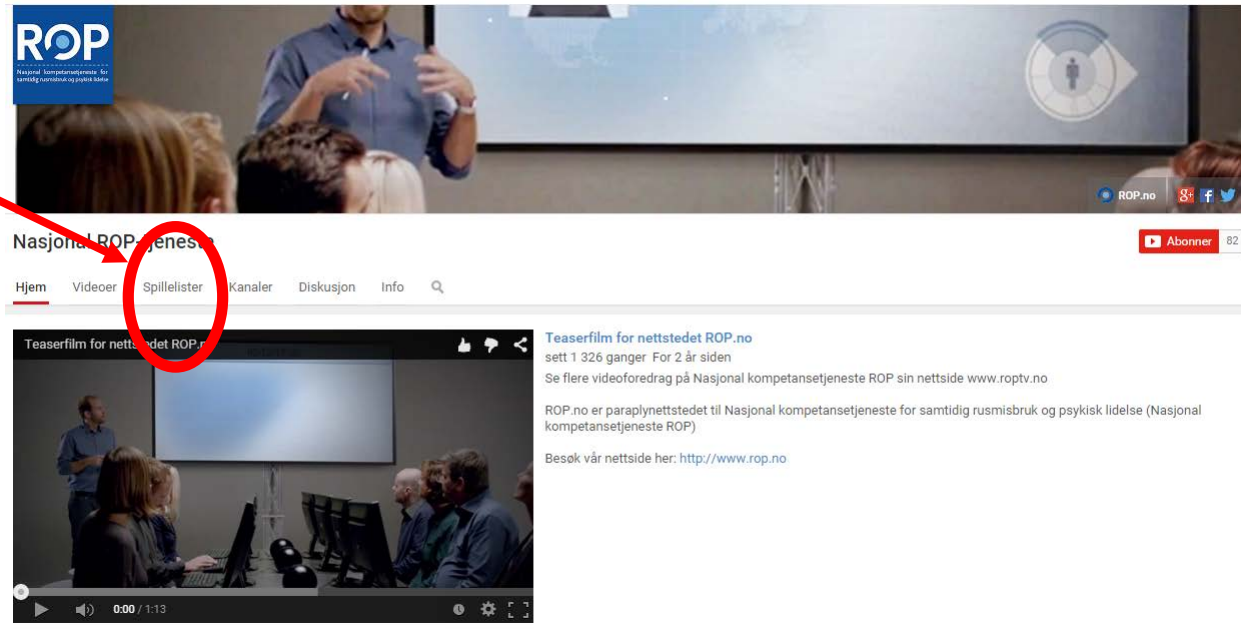 ROP
Nasjonal kompetansetjeneste for
samtidig rusmisbruk og psykisk lidelse
ROP.no
Nasjonal ROP-tjeneste
Abonner 82
Hjem Videoer Spillelister Kanaler Diskusjon Info
Teaserfilm for nettstedet ROP.n
Teaserfilm for nettstedet ROP.no
sett 1 326 ganger For 2 år siden
Se flere videoforedrag på Nasjonal kompetansetjeneste ROP sin nettside www.roptv.no
ROP.no er paraplynettstedet til Nasjonal kompetansetjeneste for samtidig rusmisbruk og psykisk lidelse (Nasjonal
kompetansetjeneste ROP)
Besøk vår nettside her: http://www.rop.no
0:00 / 1:13